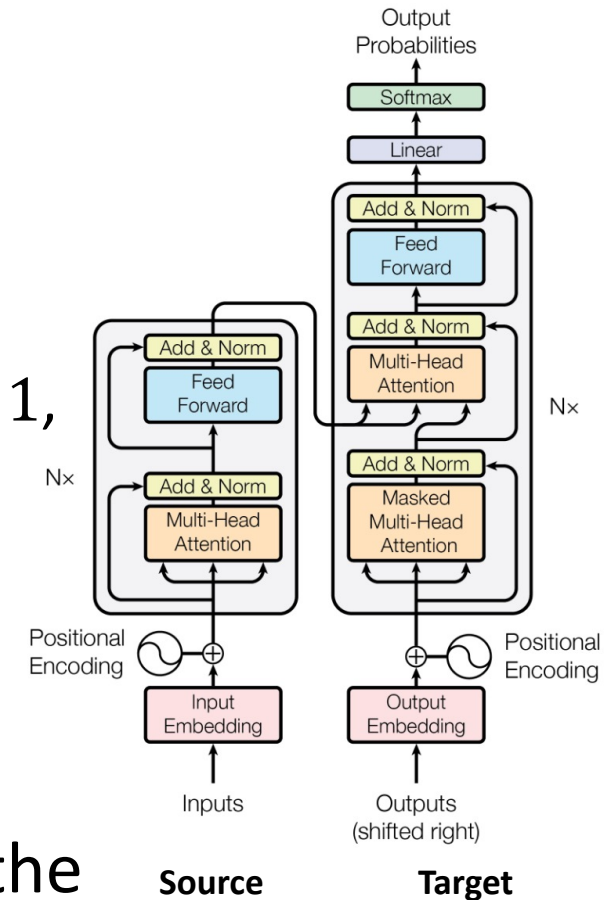 Output
Probabilities
Softmax
Linear
Add & Norm
Feed
Forward
Add & Norm
Multi-Head
Attention
Nx
Add & Norm
Masked
Multi-Head
Attention
Add & Norm
Feed
Forward
1,
Nx
Add & Norm
Multi-Head
Attention
Positional
Encoding
Positional
Encoding
Input
Embedding
Output
Embedding
Inputs
Outputs
(shifted right)
the
Source
Target